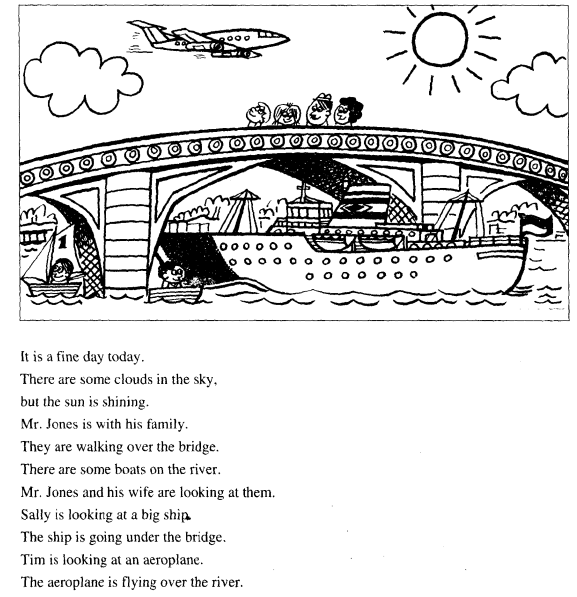 1
It is a fine day today.
There are some clouds in the sky,
but the sun is shining.
Mr. Jones is with his family.
They are walking over the bridge.
There are some boats on the river.
Mr. Jones and his wife are looking at them.
Sally is looking at a big ship.
The ship is going under the bridge.
Tim is looking at an aeroplane.
The aeroplane is flying over the river.